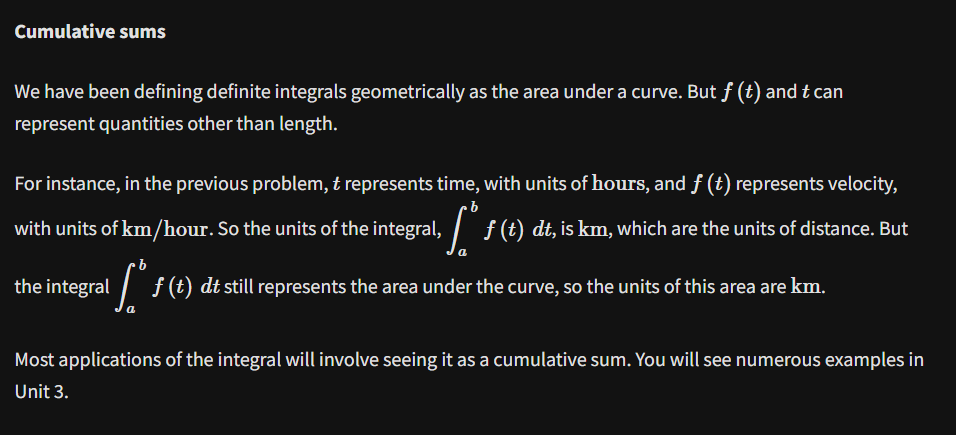 Cumulative sums
We have been defining definite integrals geometrically as the area under a curve. But f (t) and t can
represent quantities other than length.
For instance, in the previous problem, t represents time, with units of hours, and f (t) represents velocity,
with units of km/hour. So the units of the integral, ∫_a^b f (t) dt, is km, which are the units of distance. But
the integral ∫_a^b f (t) dt still represents the area under the curve, so the units of this area are km.
Most applications of the integral will involve seeing it as a cumulative sum. You will see numerous examples in
Unit 3.